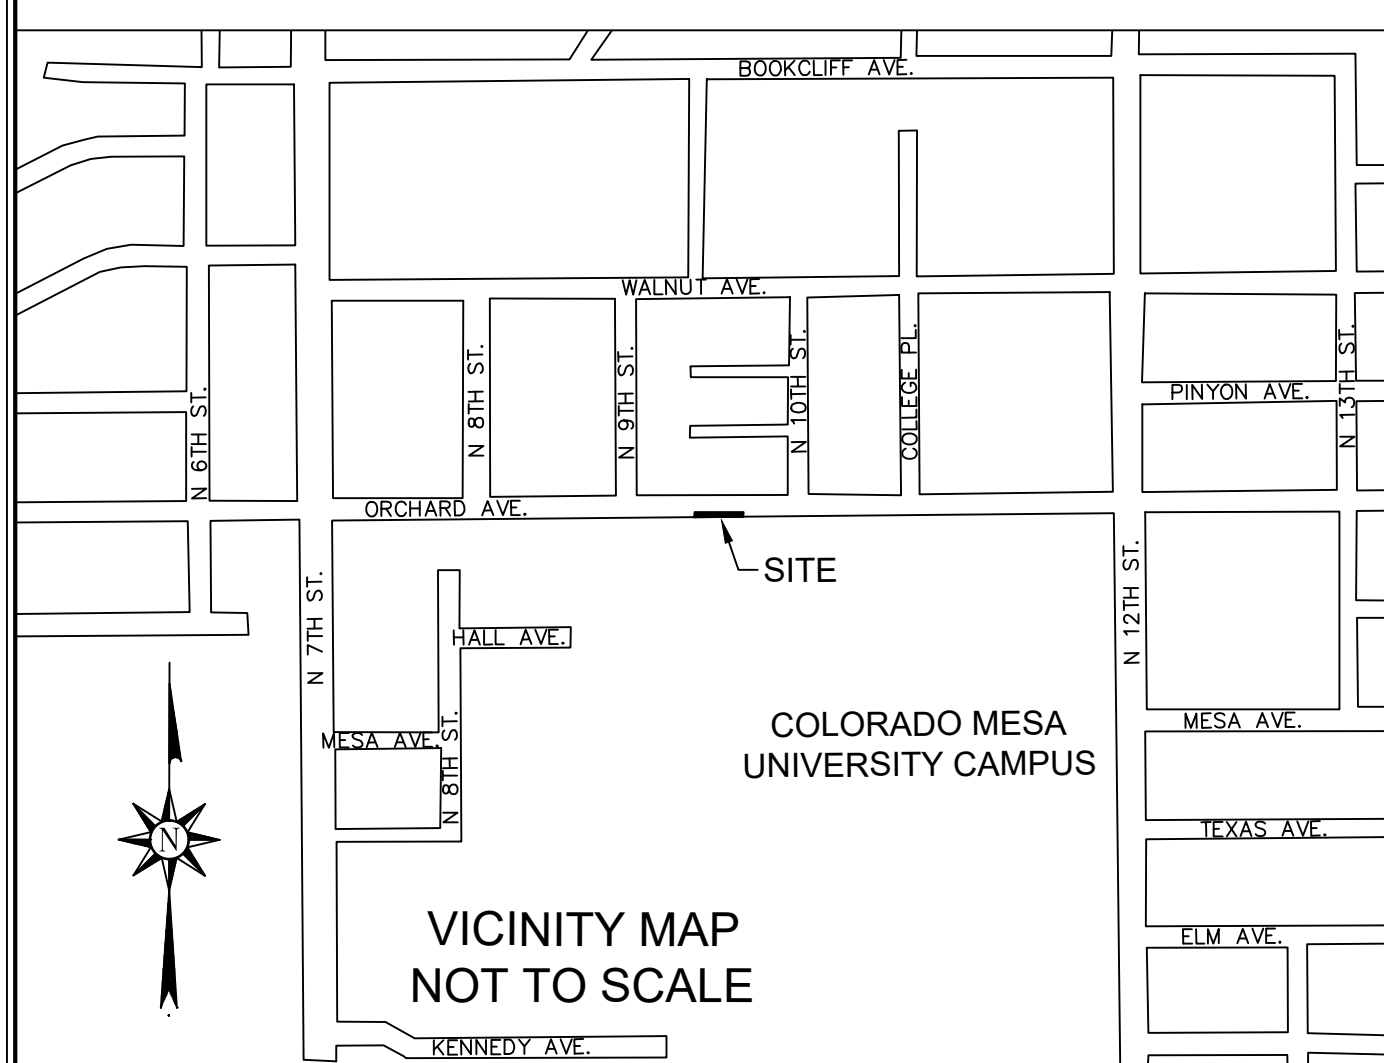 BOOKCLIFF AVE.
WALNUT AVE.
N 6TH ST.
N 8TH ST.
N 9TH ST.
N 10TH ST.
COLLEGE PL.
PINYON AVE.
N 13TH ST.
ORCHARD AVE.
SITE
N 7TH ST.
N 12TH ST.
HALL AVE.
MESA AVE.
N 8TH ST.
COLORADO MESA
UNIVERSITY CAMPUS
MESA AVE.
TEXAS AVE.
N
VICINITY MAP
NOT TO SCALE
ELM AVE.
KENNEDY AVE.